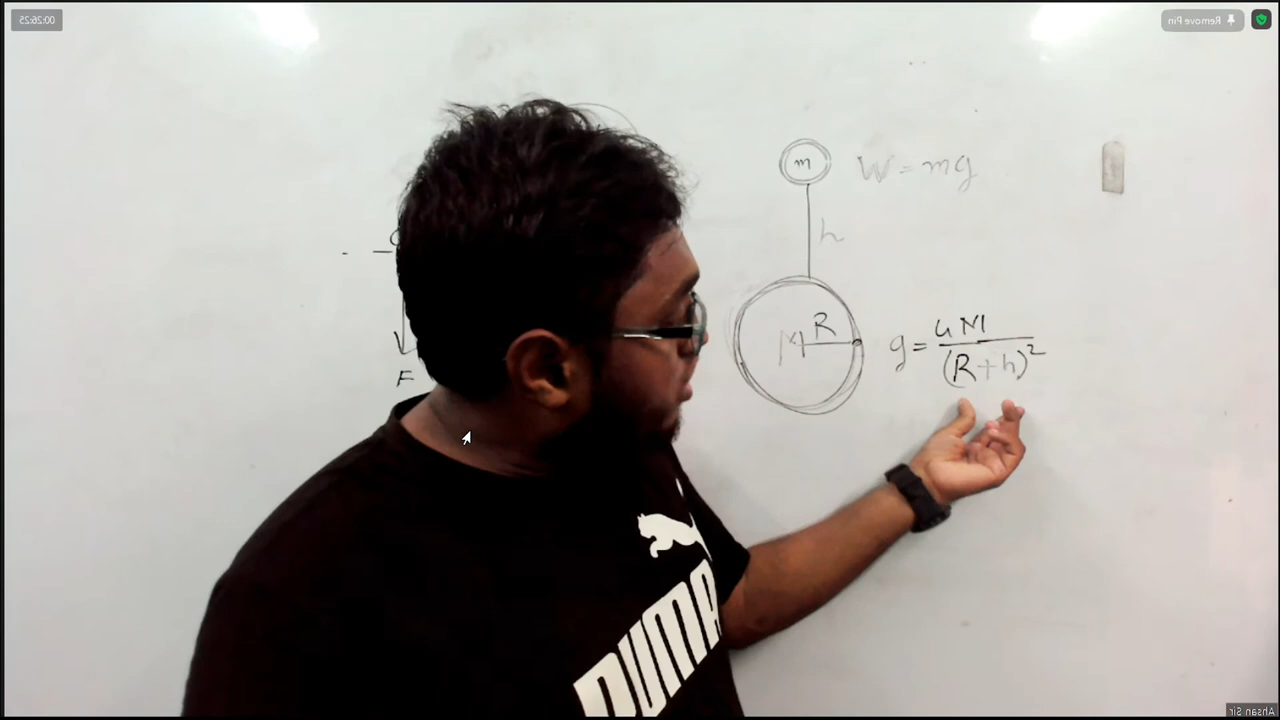 00:26:25
Remove Pin
m
W = mg
h
R
M
g = GM
(R+h)²
F
PUMA
Ahsan Sir